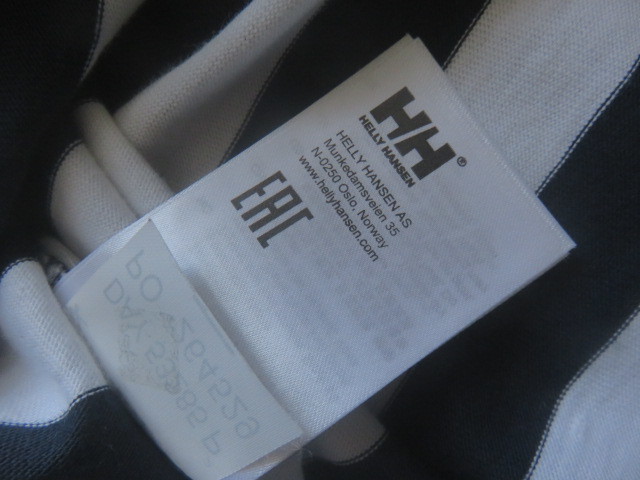 HH®
HELLY HANSEN
HELLY HANSEN AS
Munkedamsveien 35
N-0250 Oslo, Norway
www.hellyhansen.com
EAC